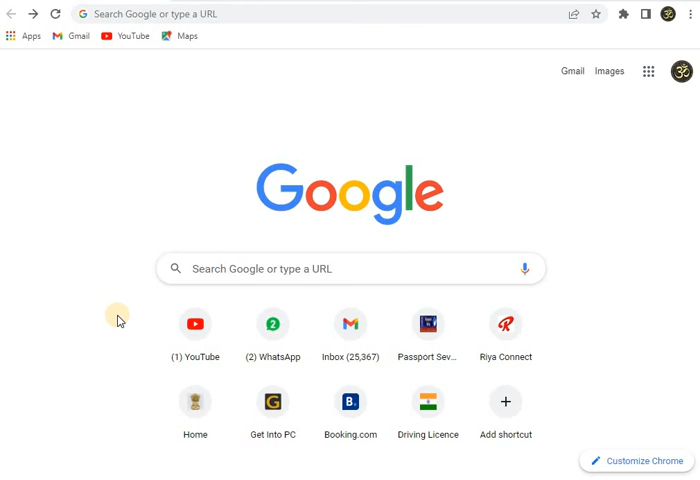 Search Google or type a URL
Apps Gmail YouTube Maps
Gmail Images
Google
Search Google or type a URL
(1) YouTube (2) WhatsApp Inbox (25,367) Passport Sev... Riya Connect
Home Get Into PC Booking.com Driving Licence Add shortcut
Customize Chrome